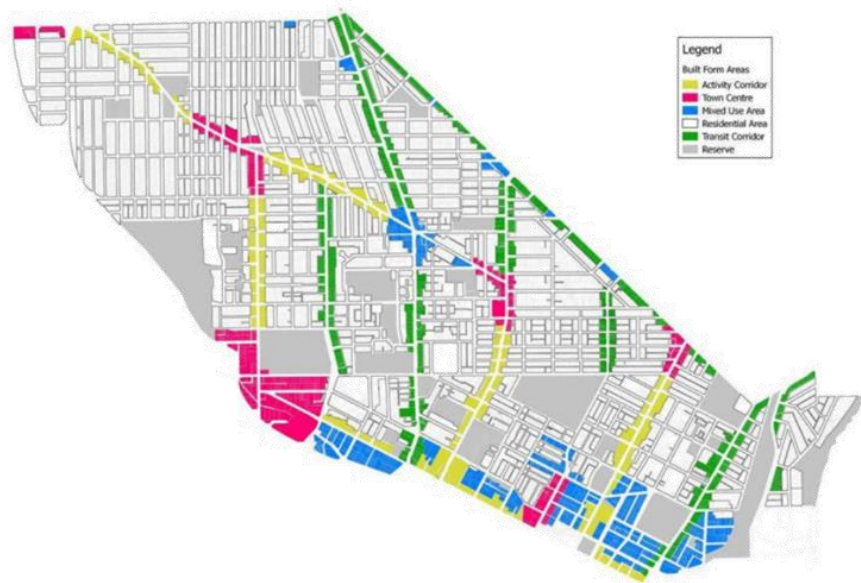 Legend
Built Form Areas
Activity Corridor
Town Centre
Mixed Use Area
Residential Area
Transit Corridor
Reserve